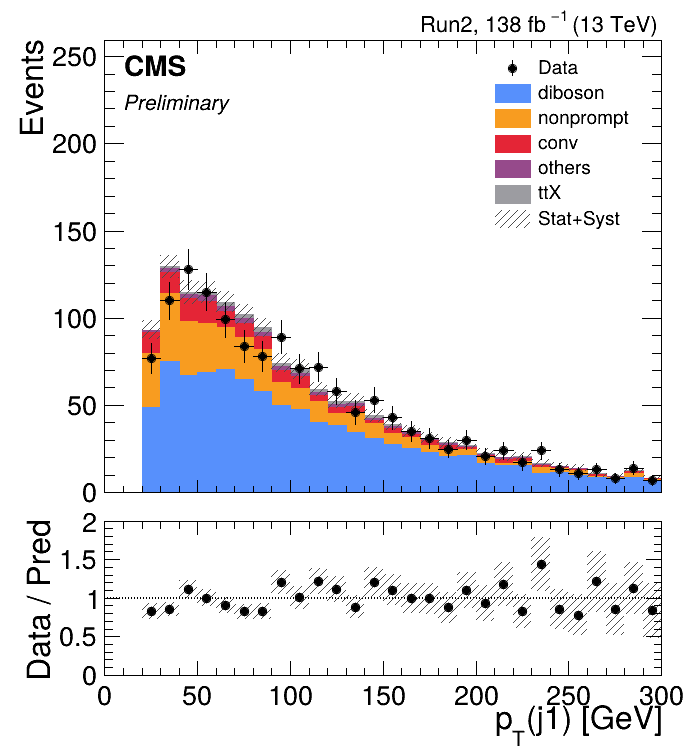 Run2, 138 fb⁻¹ (13 TeV)
Events
250
200
150
100
50
0
CMS
Preliminary
Data
diboson
nonprompt
conv
others
ttX
Stat+Syst
Data / Pred
2
1.5
1
0.5
0
0 50 100 150 200 250 300
p_T(j1) [GeV]